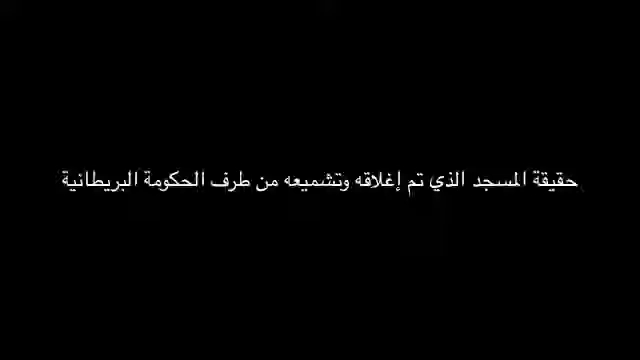 حقيقة المسجد الذي تم إغلاقه وتشميعه من طرف الحكومة البريطانية